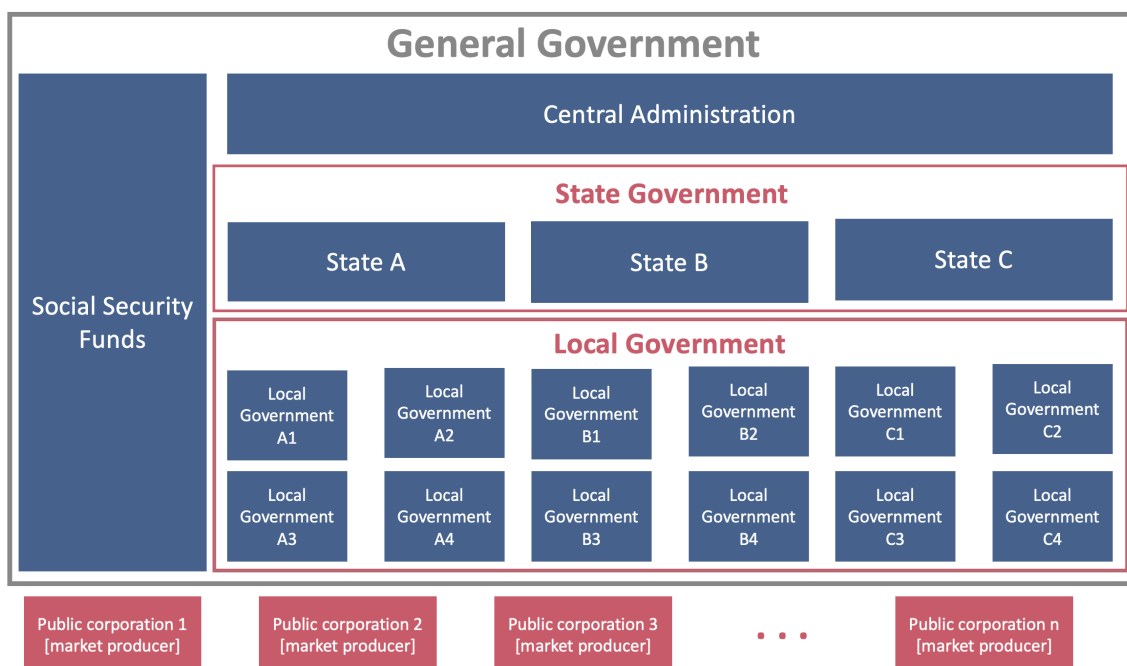 General Government
Central Administration
Social Security
Funds
State Government
State A
State B
State C
Local Government
Local
Government
A1
Local
Government
A2
Local
Government
B1
Local
Government
B2
Local
Government
C1
Local
Government
C2
Local
Government
A3
Local
Government
A4
Local
Government
B3
Local
Government
B4
Local
Government
C3
Local
Government
C4
Public corporation 1
[market producer]
Public corporation 2
[market producer]
Public corporation 3
[market producer]
...
Public corporation n
[market producer]